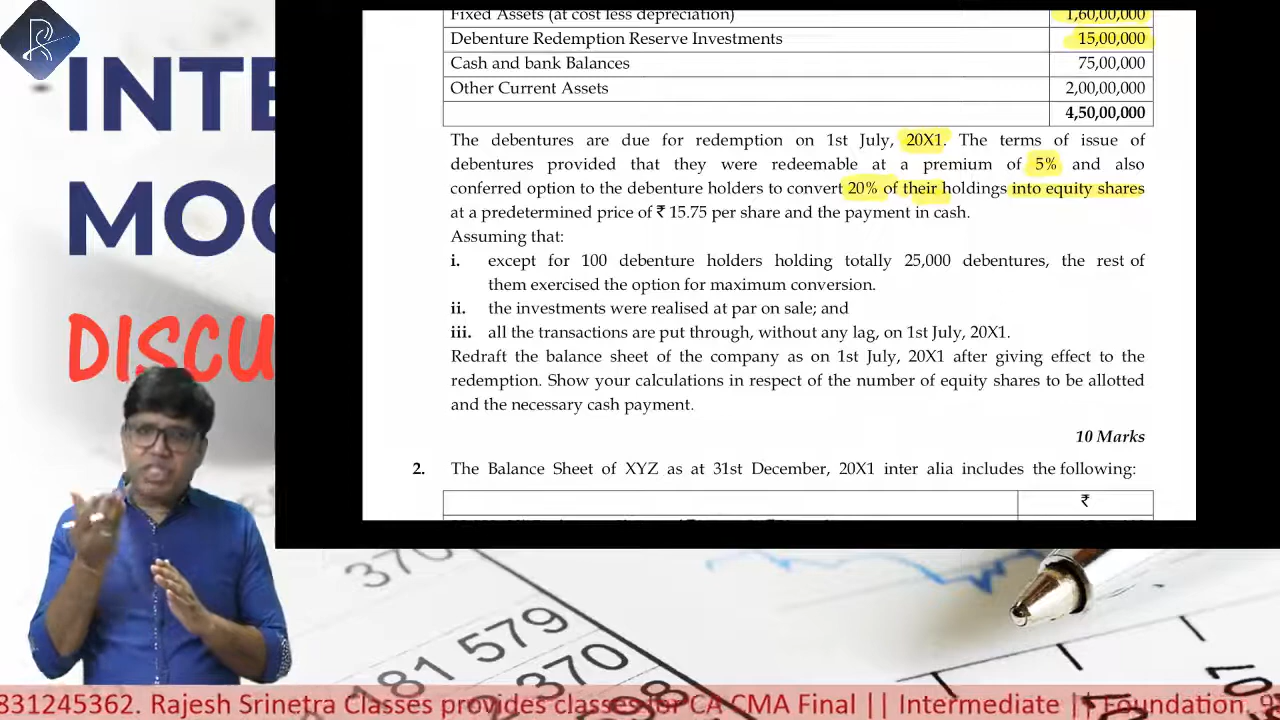 INTE
MOC
DISCU
Fixed Assets (at cost less depreciation) 1,60,00,000
Debenture Redemption Reserve Investments 15,00,000
Cash and bank Balances 75,00,000
Other Current Assets 2,00,00,000
4,50,00,000
The debentures are due for redemption on 1st July, 20X1. The terms of issue of
debentures provided that they were redeemable at a premium of 5% and also
conferred option to the debenture holders to convert 20% of their holdings into equity shares
at a predetermined price of ₹ 15.75 per share and the payment in cash.
Assuming that:
i. except for 100 debenture holders holding totally 25,000 debentures, the rest of
them exercised the option for maximum conversion.
ii. the investments were realised at par on sale; and
iii. all the transactions are put through, without any lag, on 1st July, 20X1.
Redraft the balance sheet of the company as on 1st July, 20X1 after giving effect to the
redemption. Show your calculations in respect of the number of equity shares to be allotted
and the necessary cash payment.
10 Marks
2. The Balance Sheet of XYZ as at 31st December, 20X1 inter alia includes the following:
₹
370
181 579
370
831245362. Rajesh Srinetra Classes provides classes for CA CMA Final || Intermediate || Foundation. 9